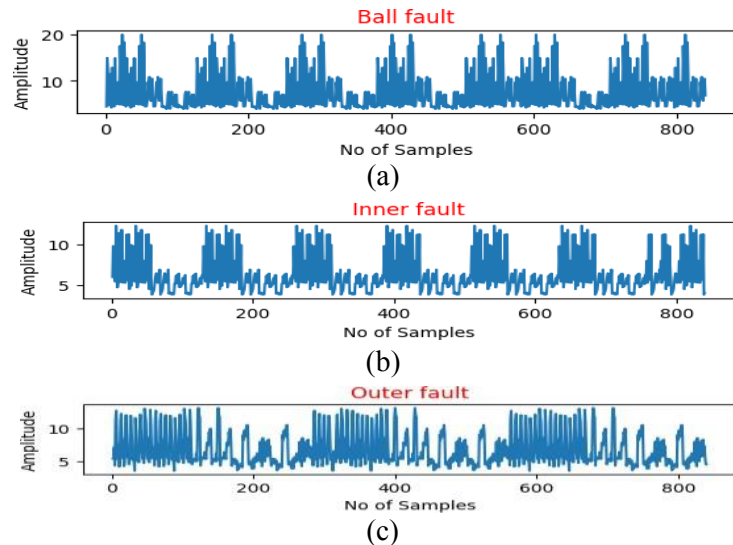 Ball fault
20
10
Amplitude
0 200 400 600 800
No of Samples
(a)
Inner fault
10
5
Amplitude
0 200 400 600 800
No of Samples
(b)
Outer fault
10
5
Amplitude
0 200 400 600 800
No of Samples
(c)